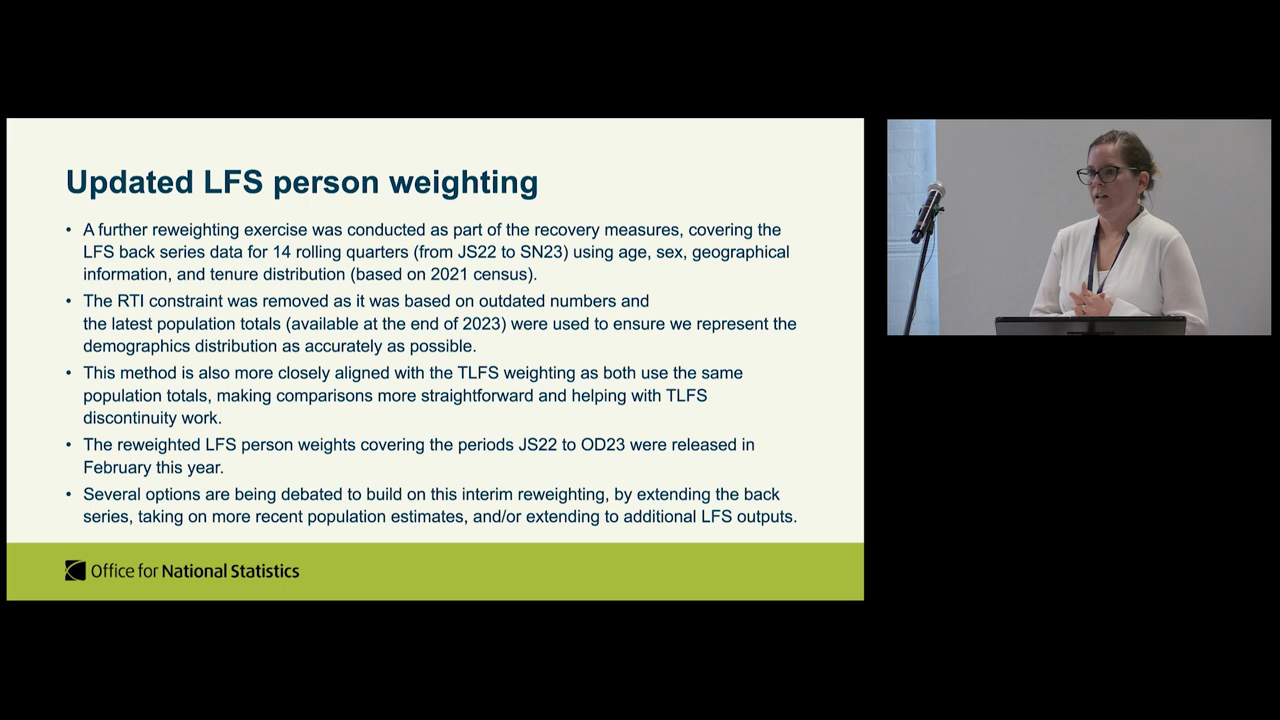 Updated LFS person weighting
• A further reweighting exercise was conducted as part of the recovery measures, covering the
LFS back series data for 14 rolling quarters (from JS22 to SN23) using age, sex, geographical
information, and tenure distribution (based on 2021 census).
• The RTI constraint was removed as it was based on outdated numbers and
the latest population totals (available at the end of 2023) were used to ensure we represent the
demographics distribution as accurately as possible.
• This method is also more closely aligned with the TLFS weighting as both use the same
population totals, making comparisons more straightforward and helping with TLFS
discontinuity work.
• The reweighted LFS person weights covering the periods JS22 to OD23 were released in
February this year.
• Several options are being debated to build on this interim reweighting, by extending the back
series, taking on more recent population estimates, and/or extending to additional LFS outputs.
Office for National Statistics